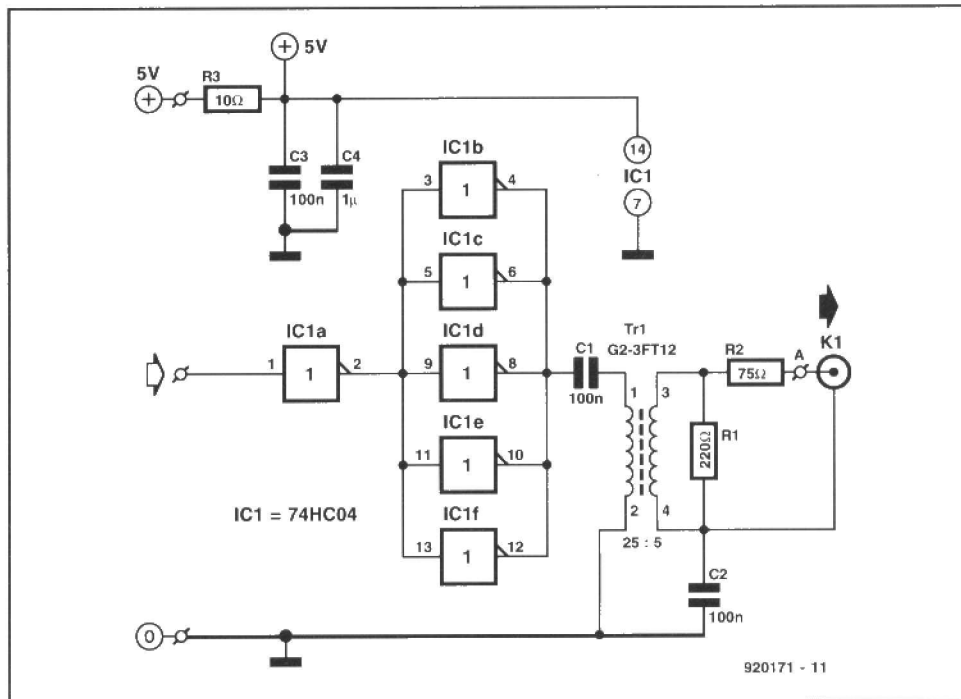 5V
5V
R3
10Ω
C3
100n
C4
1µ
14
IC1
7
IC1b
3
1
4
IC1c
5
1
6
IC1a
1
1
2
IC1d
9
1
8
IC1e
11
1
10
IC1f
13
1
12
IC1 = 74HC04
C1
100n
Tr1
G2-3FT12
1
3
2
4
25 : 5
R2
75Ω
A
K1
R1
220Ω
C2
100n
0
920171 - 11